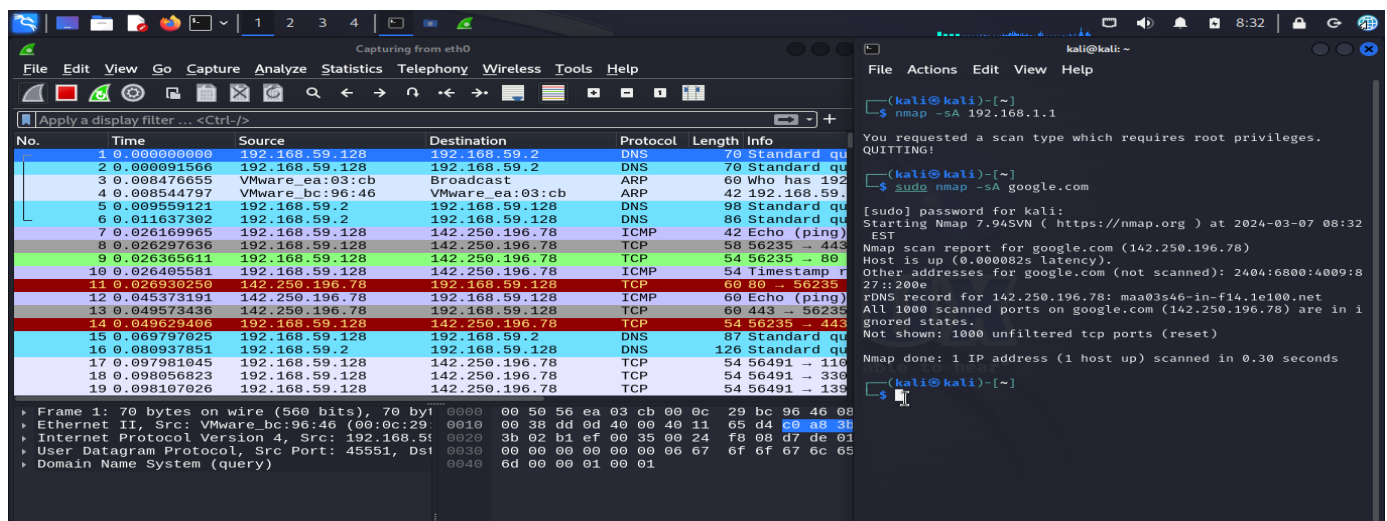 1 2 3 4
8:32
Capturing from eth0
File Edit View Go Capture Analyze Statistics Telephony Wireless Tools Help
Apply a display filter ... <Ctrl-/>
No. Time Source Destination Protocol Length Info
1 0.000000000 192.168.59.128 192.168.59.2 DNS 70 Standard qu
2 0.000091566 192.168.59.128 192.168.59.2 DNS 70 Standard qu
3 0.008476655 VMware_ea:03:cb Broadcast ARP 60 Who has 192
4 0.008544797 VMware_bc:96:46 VMware_ea:03:cb ARP 42 192.168.59.
5 0.009559121 192.168.59.2 192.168.59.128 DNS 98 Standard qu
6 0.011637302 192.168.59.2 192.168.59.128 DNS 86 Standard qu
7 0.026169965 192.168.59.128 142.250.196.78 ICMP 42 Echo (ping)
8 0.026297636 192.168.59.128 142.250.196.78 TCP 58 56235 → 443
9 0.026365611 192.168.59.128 142.250.196.78 TCP 54 56235 → 80
10 0.026405581 192.168.59.128 142.250.196.78 ICMP 54 Timestamp r
11 0.026930250 142.250.196.78 192.168.59.128 TCP 60 80 → 56235
12 0.045373191 142.250.196.78 192.168.59.128 ICMP 60 Echo (ping)
13 0.049573436 142.250.196.78 192.168.59.128 TCP 60 443 → 56235
14 0.049629406 192.168.59.128 142.250.196.78 TCP 54 56235 → 443
15 0.069797025 192.168.59.128 192.168.59.2 DNS 87 Standard qu
16 0.080937851 192.168.59.2 192.168.59.128 DNS 126 Standard qu
17 0.097981045 192.168.59.128 142.250.196.78 TCP 54 56491 → 110
18 0.098056823 192.168.59.128 142.250.196.78 TCP 54 56491 → 330
19 0.098107026 192.168.59.128 142.250.196.78 TCP 54 56491 → 139
Frame 1: 70 bytes on wire (560 bits), 70 byt
Ethernet II, Src: VMware_bc:96:46 (00:0c:29:
Internet Protocol Version 4, Src: 192.168.59
User Datagram Protocol, Src Port: 45551, Dst
Domain Name System (query)
0000 00 50 56 ea 03 cb 00 0c 29 bc 96 46 08
0010 00 38 dd 0d 40 00 40 11 65 d4 c0 a8 3b
0020 3b 02 b1 ef 00 35 00 24 f8 08 d7 de 01
0030 00 00 00 00 00 00 06 67 6f 6f 67 6c 65
0040 6d 00 00 01 00 01
kali@kali: ~
File Actions Edit View Help
┌──(kali㉿kali)-[~]
└─$ nmap -sA 192.168.1.1
You requested a scan type which requires root privileges.
QUITTING!
┌──(kali㉿kali)-[~]
└─$ sudo nmap -sA google.com
[sudo] password for kali:
Starting Nmap 7.94SVN ( https://nmap.org ) at 2024-03-07 08:32
EST
Nmap scan report for google.com (142.250.196.78)
Host is up (0.000082s latency).
Other addresses for google.com (not scanned): 2404:6800:4009:8
27::200e
rDNS record for 142.250.196.78: maa03s46-in-f14.1e100.net
All 1000 scanned ports on google.com (142.250.196.78) are in i
gnored states.
Not shown: 1000 unfiltered tcp ports (reset)
Nmap done: 1 IP address (1 host up) scanned in 0.30 seconds
able to hear
┌──(kali㉿kali)-[~]
└─$